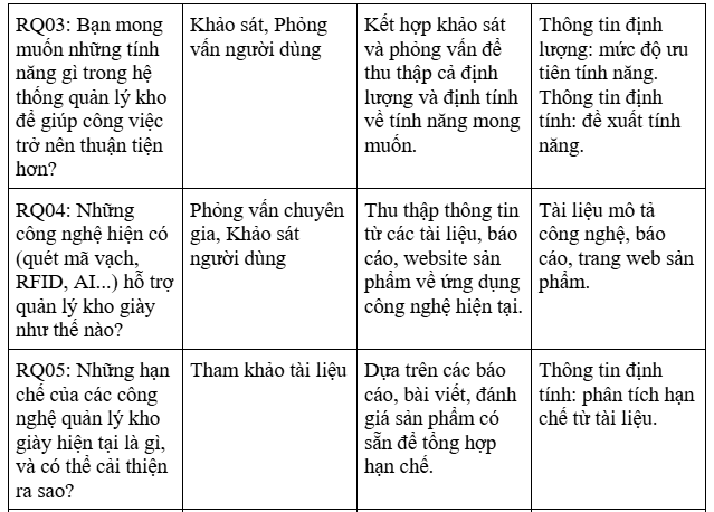 RQ03: Bạn mong
muốn những tính
năng gì trong hệ
thống quản lý kho
để giúp công việc
trở nên thuận tiện
hơn?
Khảo sát, Phỏng
vấn người dùng
Kết hợp khảo sát
và phỏng vấn để
thu thập cả định
lượng và định tính
về tính năng mong
muốn.
Thông tin định
lượng: mức độ ưu
tiên tính năng.
Thông tin định
tính: đề xuất tính
năng.
RQ04: Những
công nghệ hiện có
(quét mã vạch,
RFID, AI...) hỗ trợ
quản lý kho giày
như thế nào?
Phỏng vấn chuyên
gia, Khảo sát
người dùng
Thu thập thông tin
từ các tài liệu, báo
cáo, website sản
phẩm về ứng dụng
công nghệ hiện tại.
Tài liệu mô tả
công nghệ, báo
cáo, trang web sản
phẩm.
RQ05: Những hạn
chế của các công
nghệ quản lý kho
giày hiện tại là gì,
và có thể cải thiện
ra sao?
Tham khảo tài liệu
Dựa trên các báo
cáo, bài viết, đánh
giá sản phẩm có
sẵn để tổng hợp
hạn chế.
Thông tin định
tính: phân tích hạn
chế từ tài liệu.